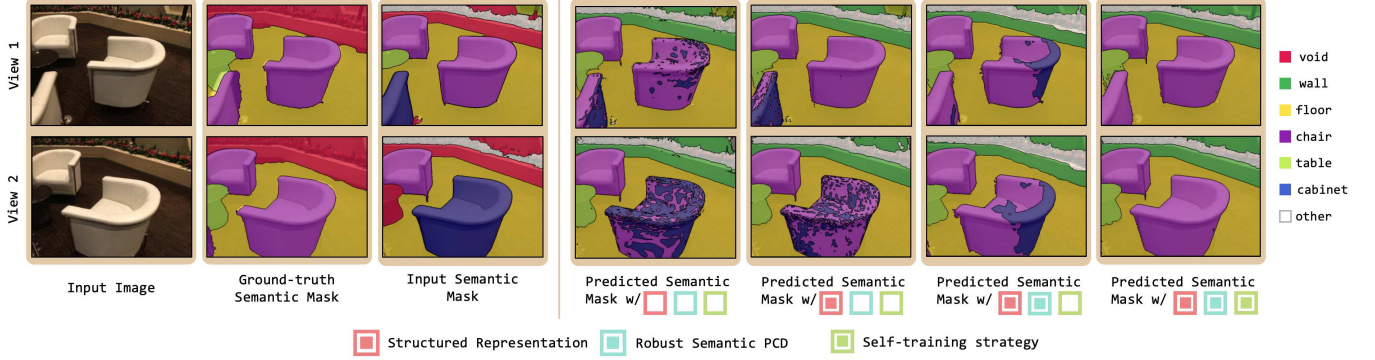 View 1
View 2
Input Image
Ground-truth
Semantic Mask
Input Semantic
Mask
Predicted Semantic
Mask w/
Predicted Semantic
Mask w/
Predicted Semantic
Mask w/
Predicted Semantic
Mask w/
void
wall
floor
chair
table
cabinet
other
Structured Representation
Robust Semantic PCD
Self-training strategy